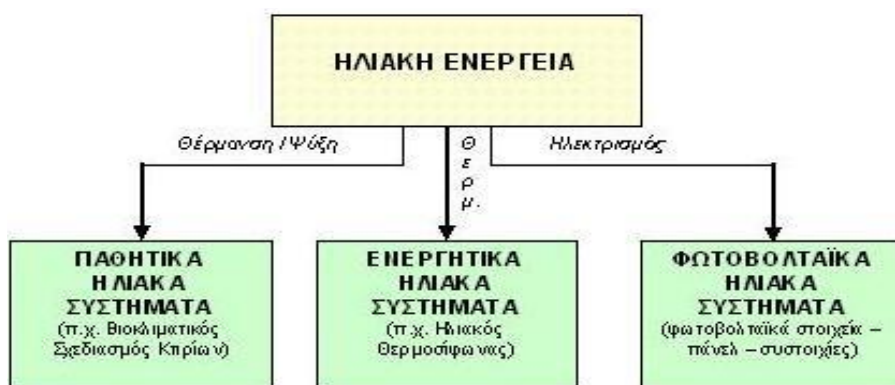 ΗΛΙΑΚΗ ΕΝΕΡΓΕΙΑ
Θέρμανση / Ψύξη
Θερμ.
Ηλεκτρισμός
ΠΑΘΗΤΙΚΑ
ΗΛΙΑΚΑ
ΣΥΣΤΗΜΑΤΑ
(π.χ. Βιοκλιματικός
Σχεδιασμός Κτιρίων)
ΕΝΕΡΓΗΤΙΚΑ
ΗΛΙΑΚΑ
ΣΥΣΤΗΜΑΤΑ
(π.χ. Ηλιακός
Θερμοσίφωνας)
ΦΩΤΟΒΟΛΤΑΪΚΑ
ΗΛΙΑΚΑ
ΣΥΣΤΗΜΑΤΑ
(φωτοβολταϊκά στοιχεία –
πάνελ – συστοιχίες)